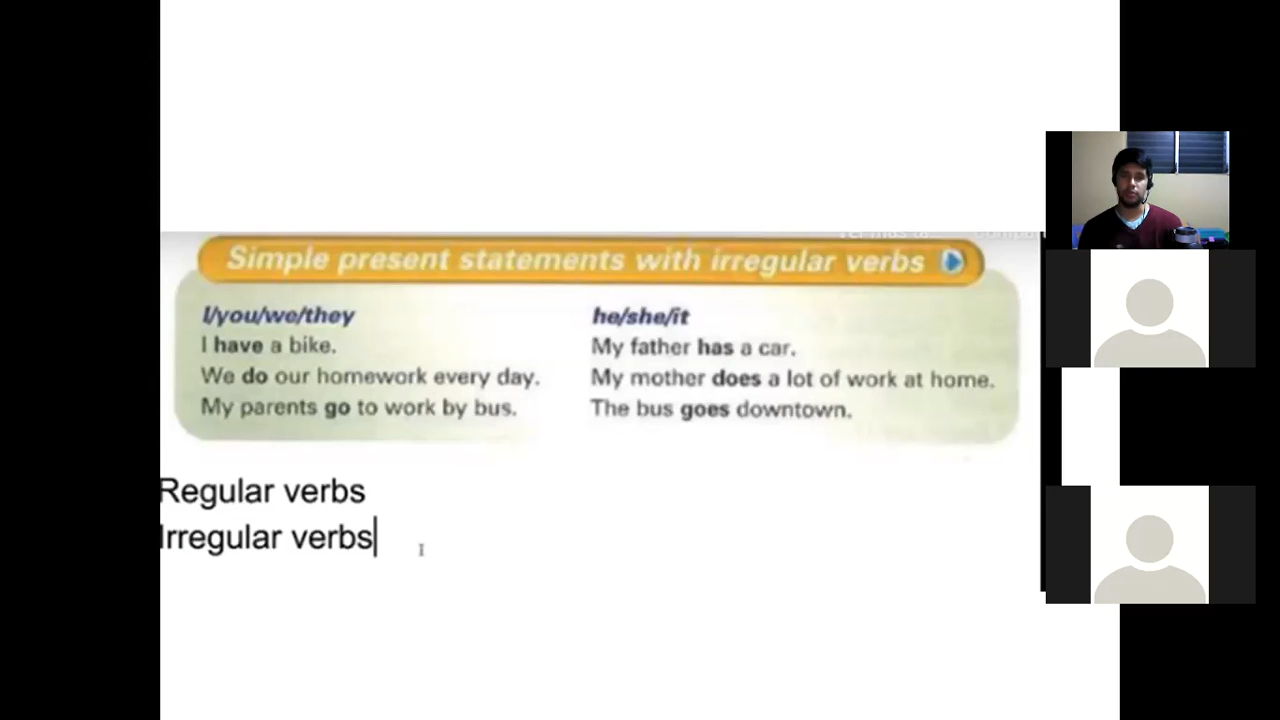 Simple present statements with irregular verbs
I/you/we/they
I have a bike.
We do our homework every day.
My parents go to work by bus.
he/she/it
My father has a car.
My mother does a lot of work at home.
The bus goes downtown.
Regular verbs
Irregular verbs